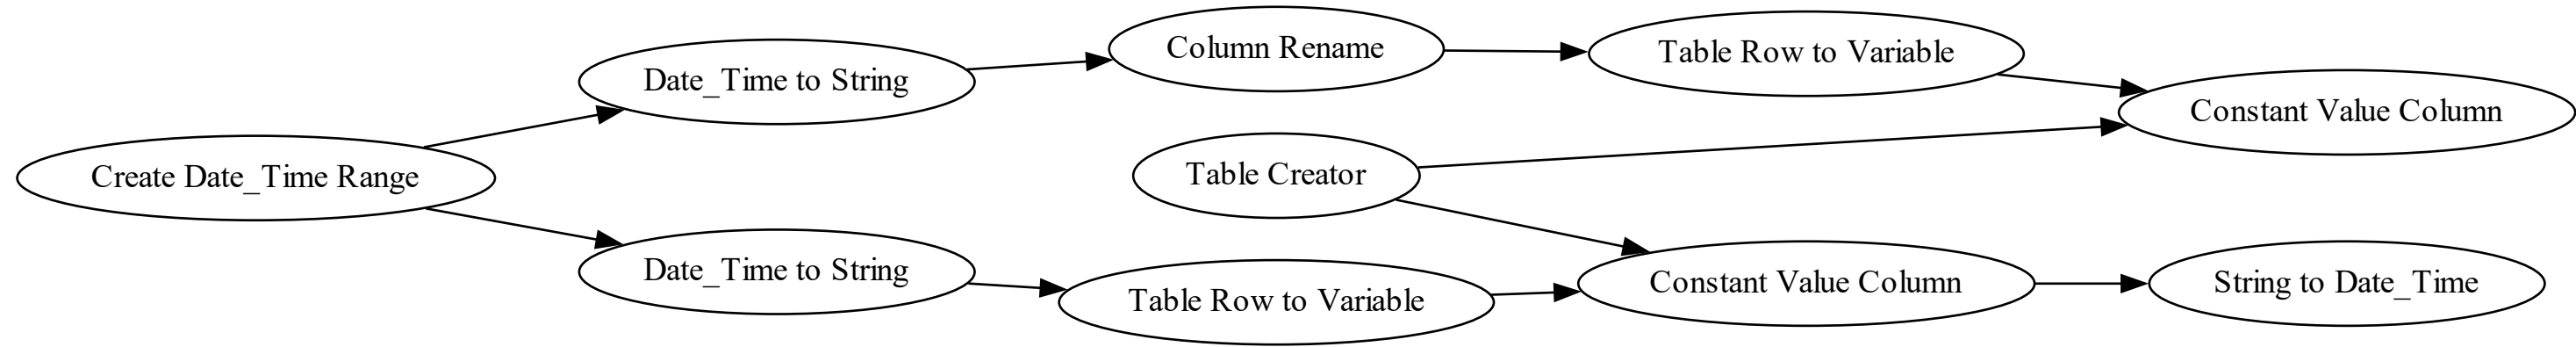 Create Date_Time Range
Date_Time to String
Column Rename
Table Row to Variable
Constant Value Column
Table Creator
Date_Time to String
Table Row to Variable
Constant Value Column
String to Date_Time